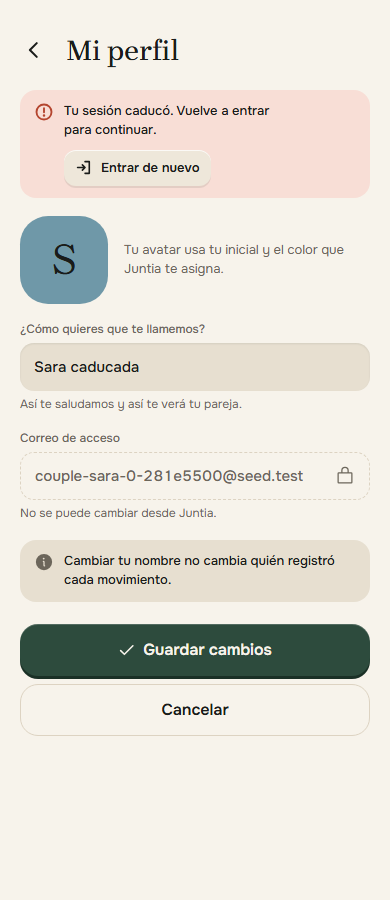 Mi perfil
Tu sesión caducó. Vuelve a entrar
para continuar.
Entrar de nuevo
S
Tu avatar usa tu inicial y el color que
Juntia te asigna.
¿Cómo quieres que te llamemos?
Sara caducada
Así te saludamos y así te verá tu pareja.
Correo de acceso
couple-sara-0-281e5500@seed.test
No se puede cambiar desde Juntia.
Cambiar tu nombre no cambia quién registró
cada movimiento.
Guardar cambios
Cancelar